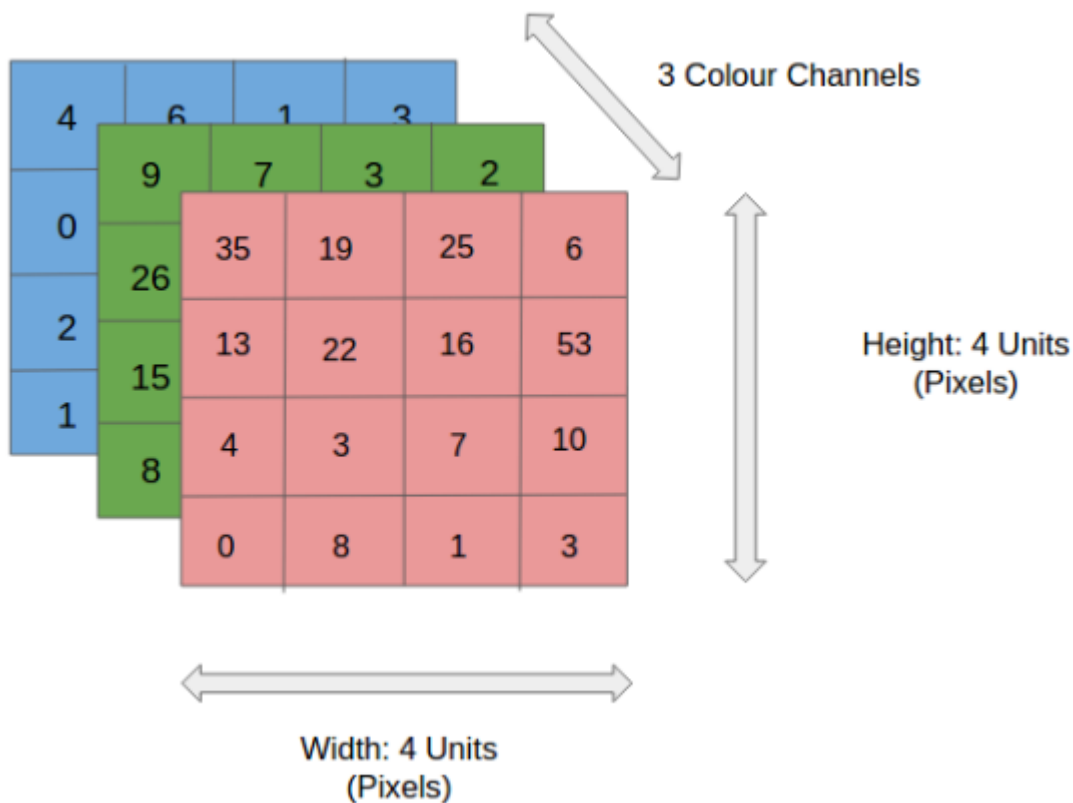 3 Colour Channels
4 6 1 3
9 7 3 2
0
35 19 25 6
26
2
13 22 16 53
15
1
4 3 7 10
8
0 8 1 3
Height: 4 Units
(Pixels)
Width: 4 Units
(Pixels)